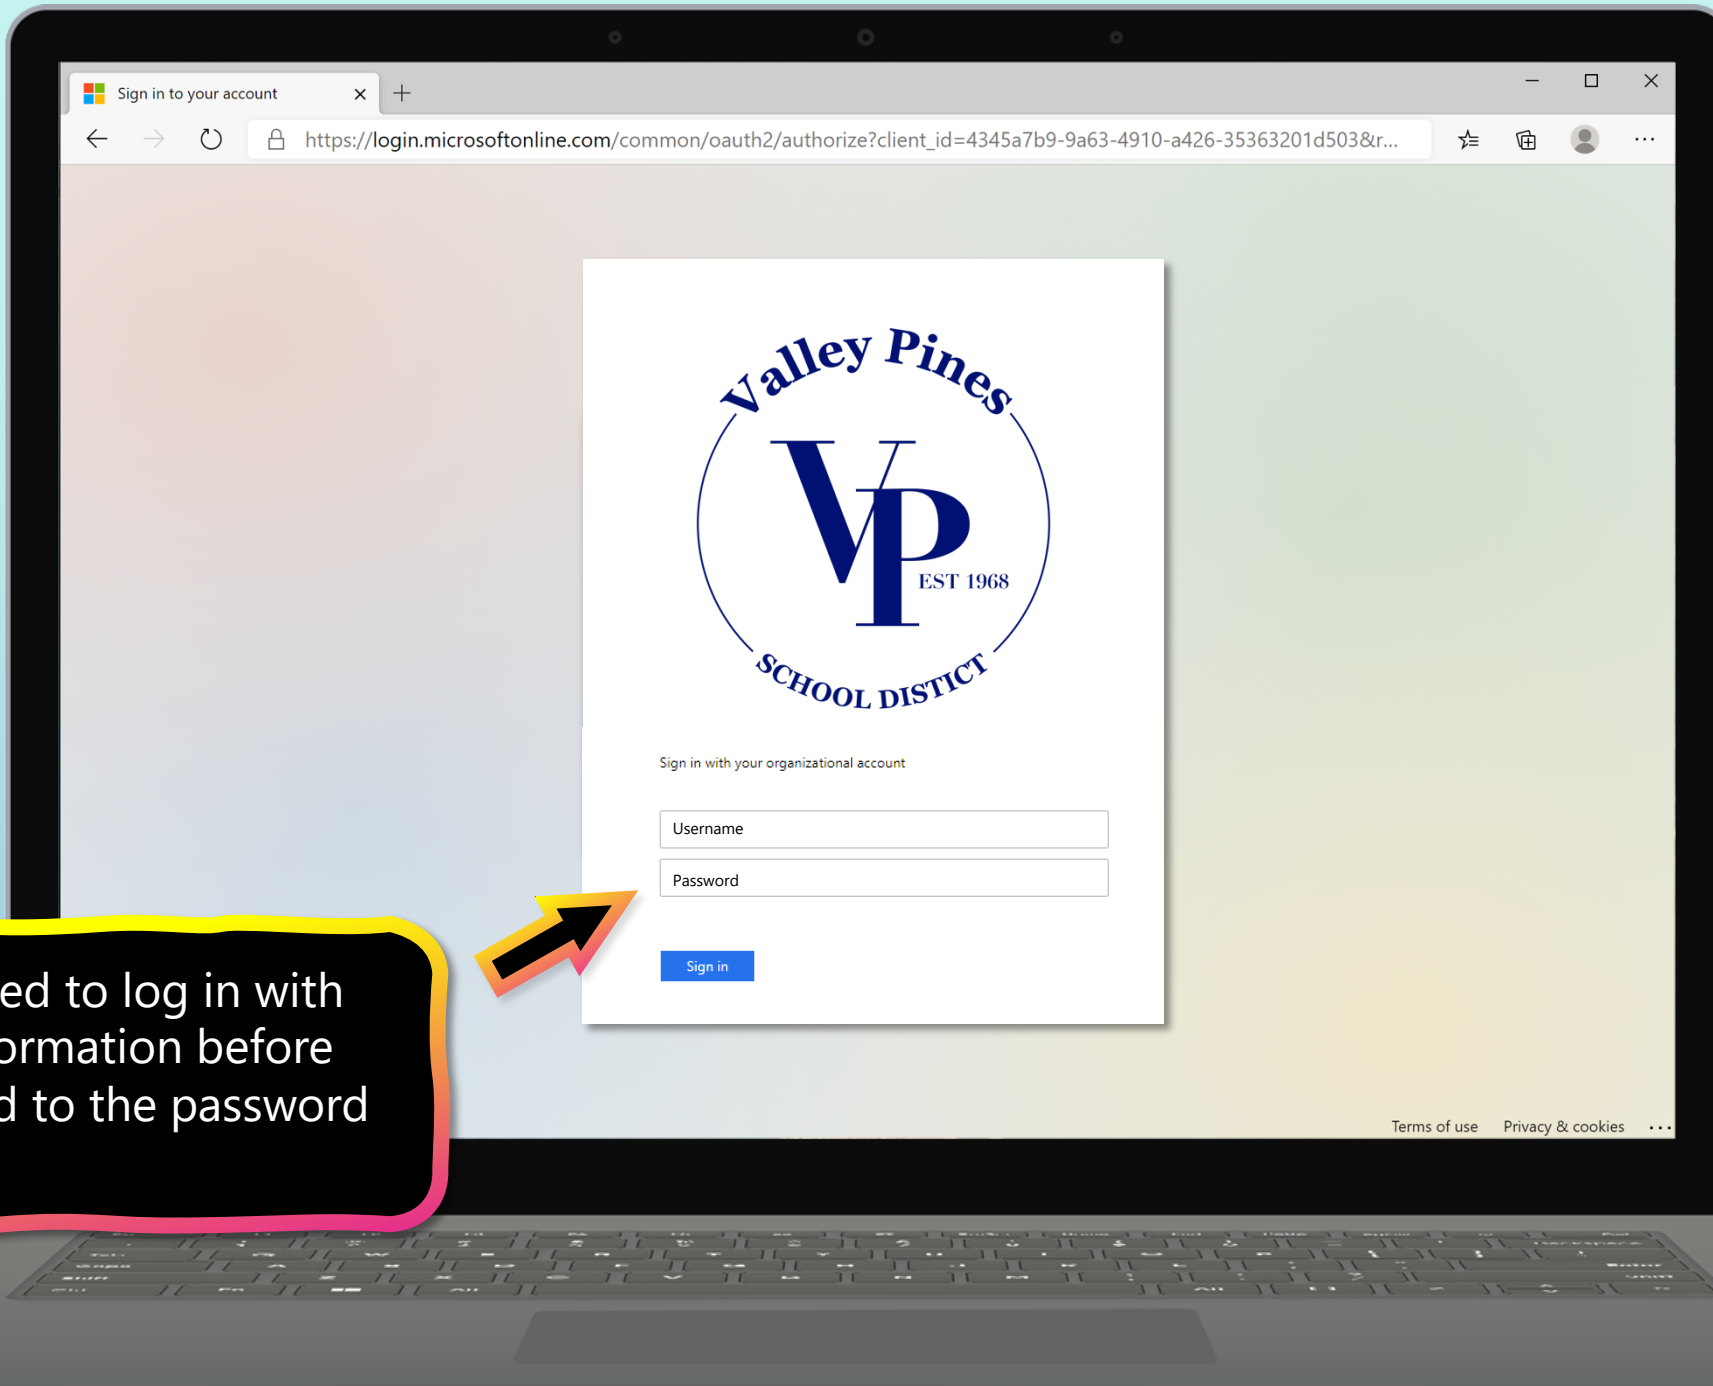 Sign in to your account
https://login.microsoftonline.com/common/oauth2/authorize?client_id=4345a7b9-9a63-4910-a426-35363201d503&r...
Valley Pines
VP
EST 1968
SCHOOL DISTICT
Sign in with your organizational account
Username
Password
Sign in
ed to log in with
ormation before
d to the password
Terms of use Privacy & cookies ...